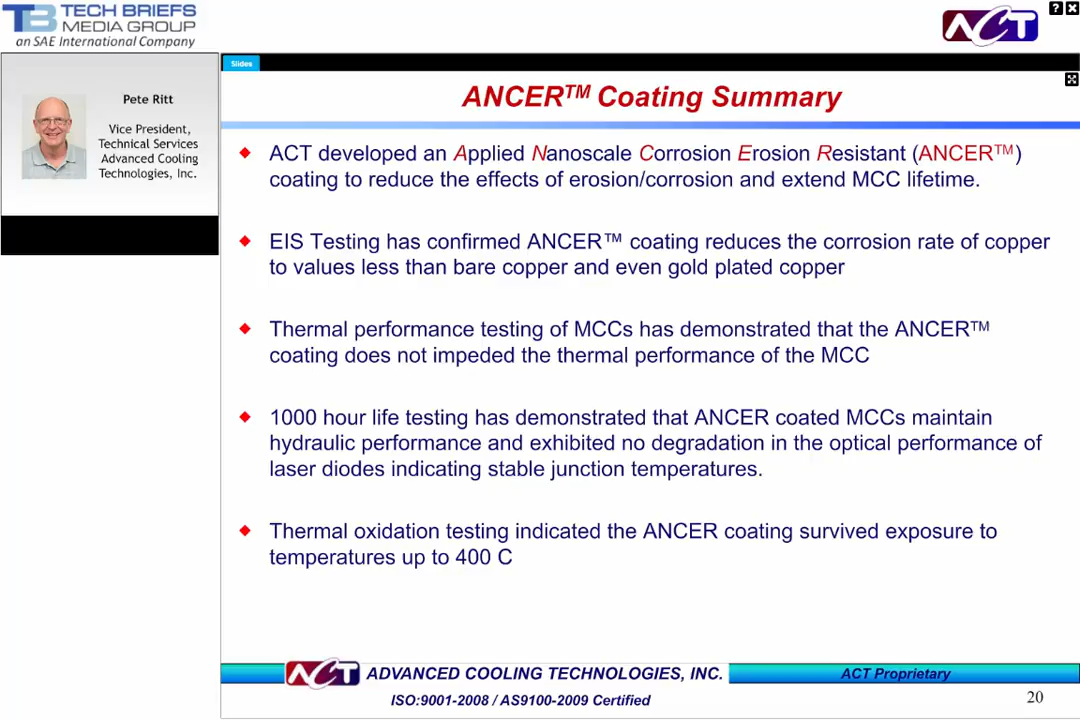 TECH BRIEFS
MEDIA GROUP
an SAE International Company
ACT
? X
Slides
Pete Ritt
Vice President,
Technical Services
Advanced Cooling
Technologies, Inc.
ANCER™ Coating Summary
ACT developed an Applied Nanoscale Corrosion Erosion Resistant (ANCER™)
coating to reduce the effects of erosion/corrosion and extend MCC lifetime.
EIS Testing has confirmed ANCER™ coating reduces the corrosion rate of copper
to values less than bare copper and even gold plated copper
Thermal performance testing of MCCs has demonstrated that the ANCER™
coating does not impeded the thermal performance of the MCC
1000 hour life testing has demonstrated that ANCER coated MCCs maintain
hydraulic performance and exhibited no degradation in the optical performance of
laser diodes indicating stable junction temperatures.
Thermal oxidation testing indicated the ANCER coating survived exposure to
temperatures up to 400 C
ACT ADVANCED COOLING TECHNOLOGIES, INC.
ACT Proprietary
ISO:9001-2008 / AS9100-2009 Certified
20